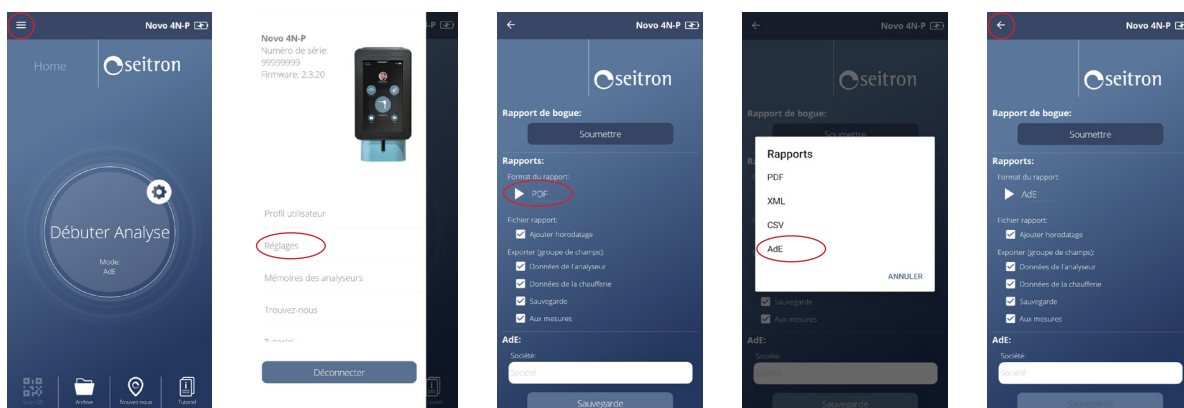 Novo 4N-P
Home
seitron
Débuter Analyse
Mode:
AdE
Scan QR
Archive
Trouvez-nous
Tutoriel
-P
Novo 4N-P
Numéro de série:
99999999
Firmware: 2.3.20
Profil utilisateur
Réglages
Mémoires des analyseurs
Trouvez-nous
Tutoriel
Déconnecter
Novo 4N-P
seitron
Rapport de bogue:
Soumettre
Rapports:
Format du rapport:
PDF
Fichier rapport:
Ajouter horodatage
Exporter (groupe de champs):
Données de l'analyseur
Données de la chaufferie
Sauvegarde
Aux mesures
AdE:
Société:
Société
Sauvegarde
Novo 4N-P
seitron
Rapport de bogue:
Soumettre
Rapports
PDF
XML
CSV
AdE
ANNULER
Sauvegarde
Aux mesures
AdE:
Société:
Société
Sauvegarde
Novo 4N-P
seitron
Rapport de bogue:
Soumettre
Rapports:
Format du rapport:
AdE
Fichier rapport:
Ajouter horodatage
Exporter (groupe de champs):
Données de l'analyseur
Données de la chaufferie
Sauvegarde
Aux mesures
AdE:
Société:
Société
Sauvegarde